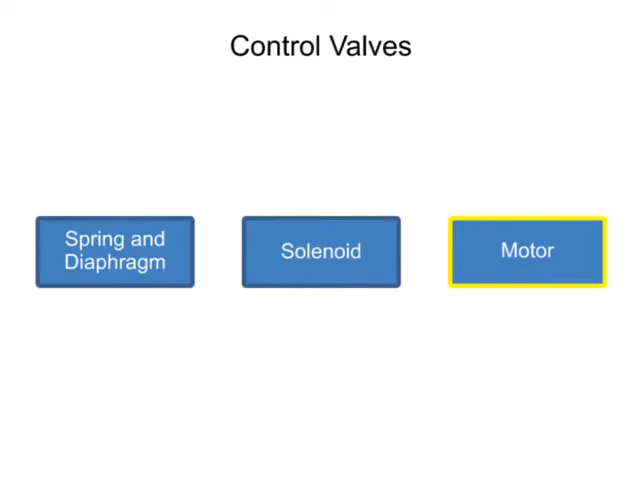 Control Valves
Spring and
Diaphragm
Solenoid
Motor